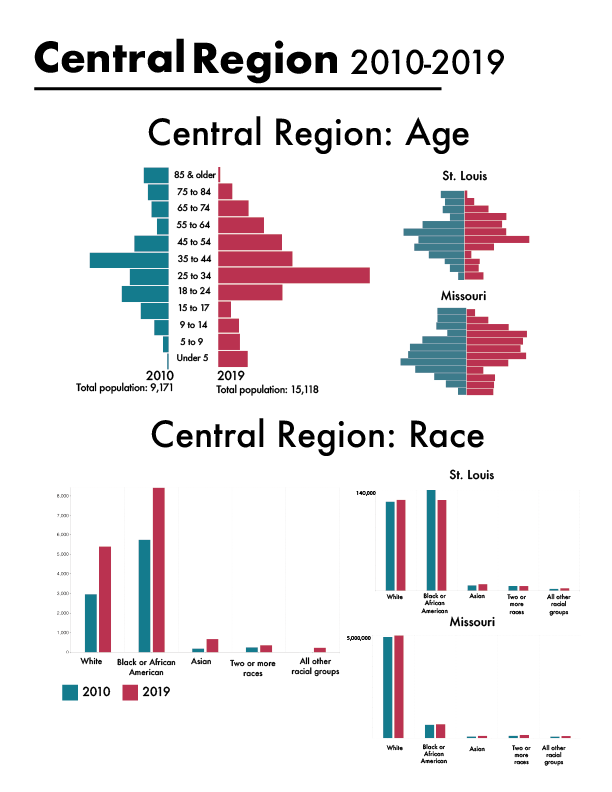 Central Region 2010-2019
Central Region: Age
85 & older
75 to 84
65 to 74
55 to 64
45 to 54
35 to 44
25 to 34
18 to 24
15 to 17
9 to 14
5 to 9
Under 5
2010
Total population: 9,171
2019
Total population: 15,118
St. Louis
Missouri
Central Region: Race
8,000
7,000
6,000
5,000
4,000
3,000
2,000
1,000
0
White
Black or African
American
Asian
Two or more
races
All other
racial groups
2010
2019
St. Louis
140,000
White
Black or
African
American
Asian
Two or
more
races
All other
racial
groups
Missouri
5,000,000
White
Black or
African
American
Asian
Two or
more
races
All other
racial
groups